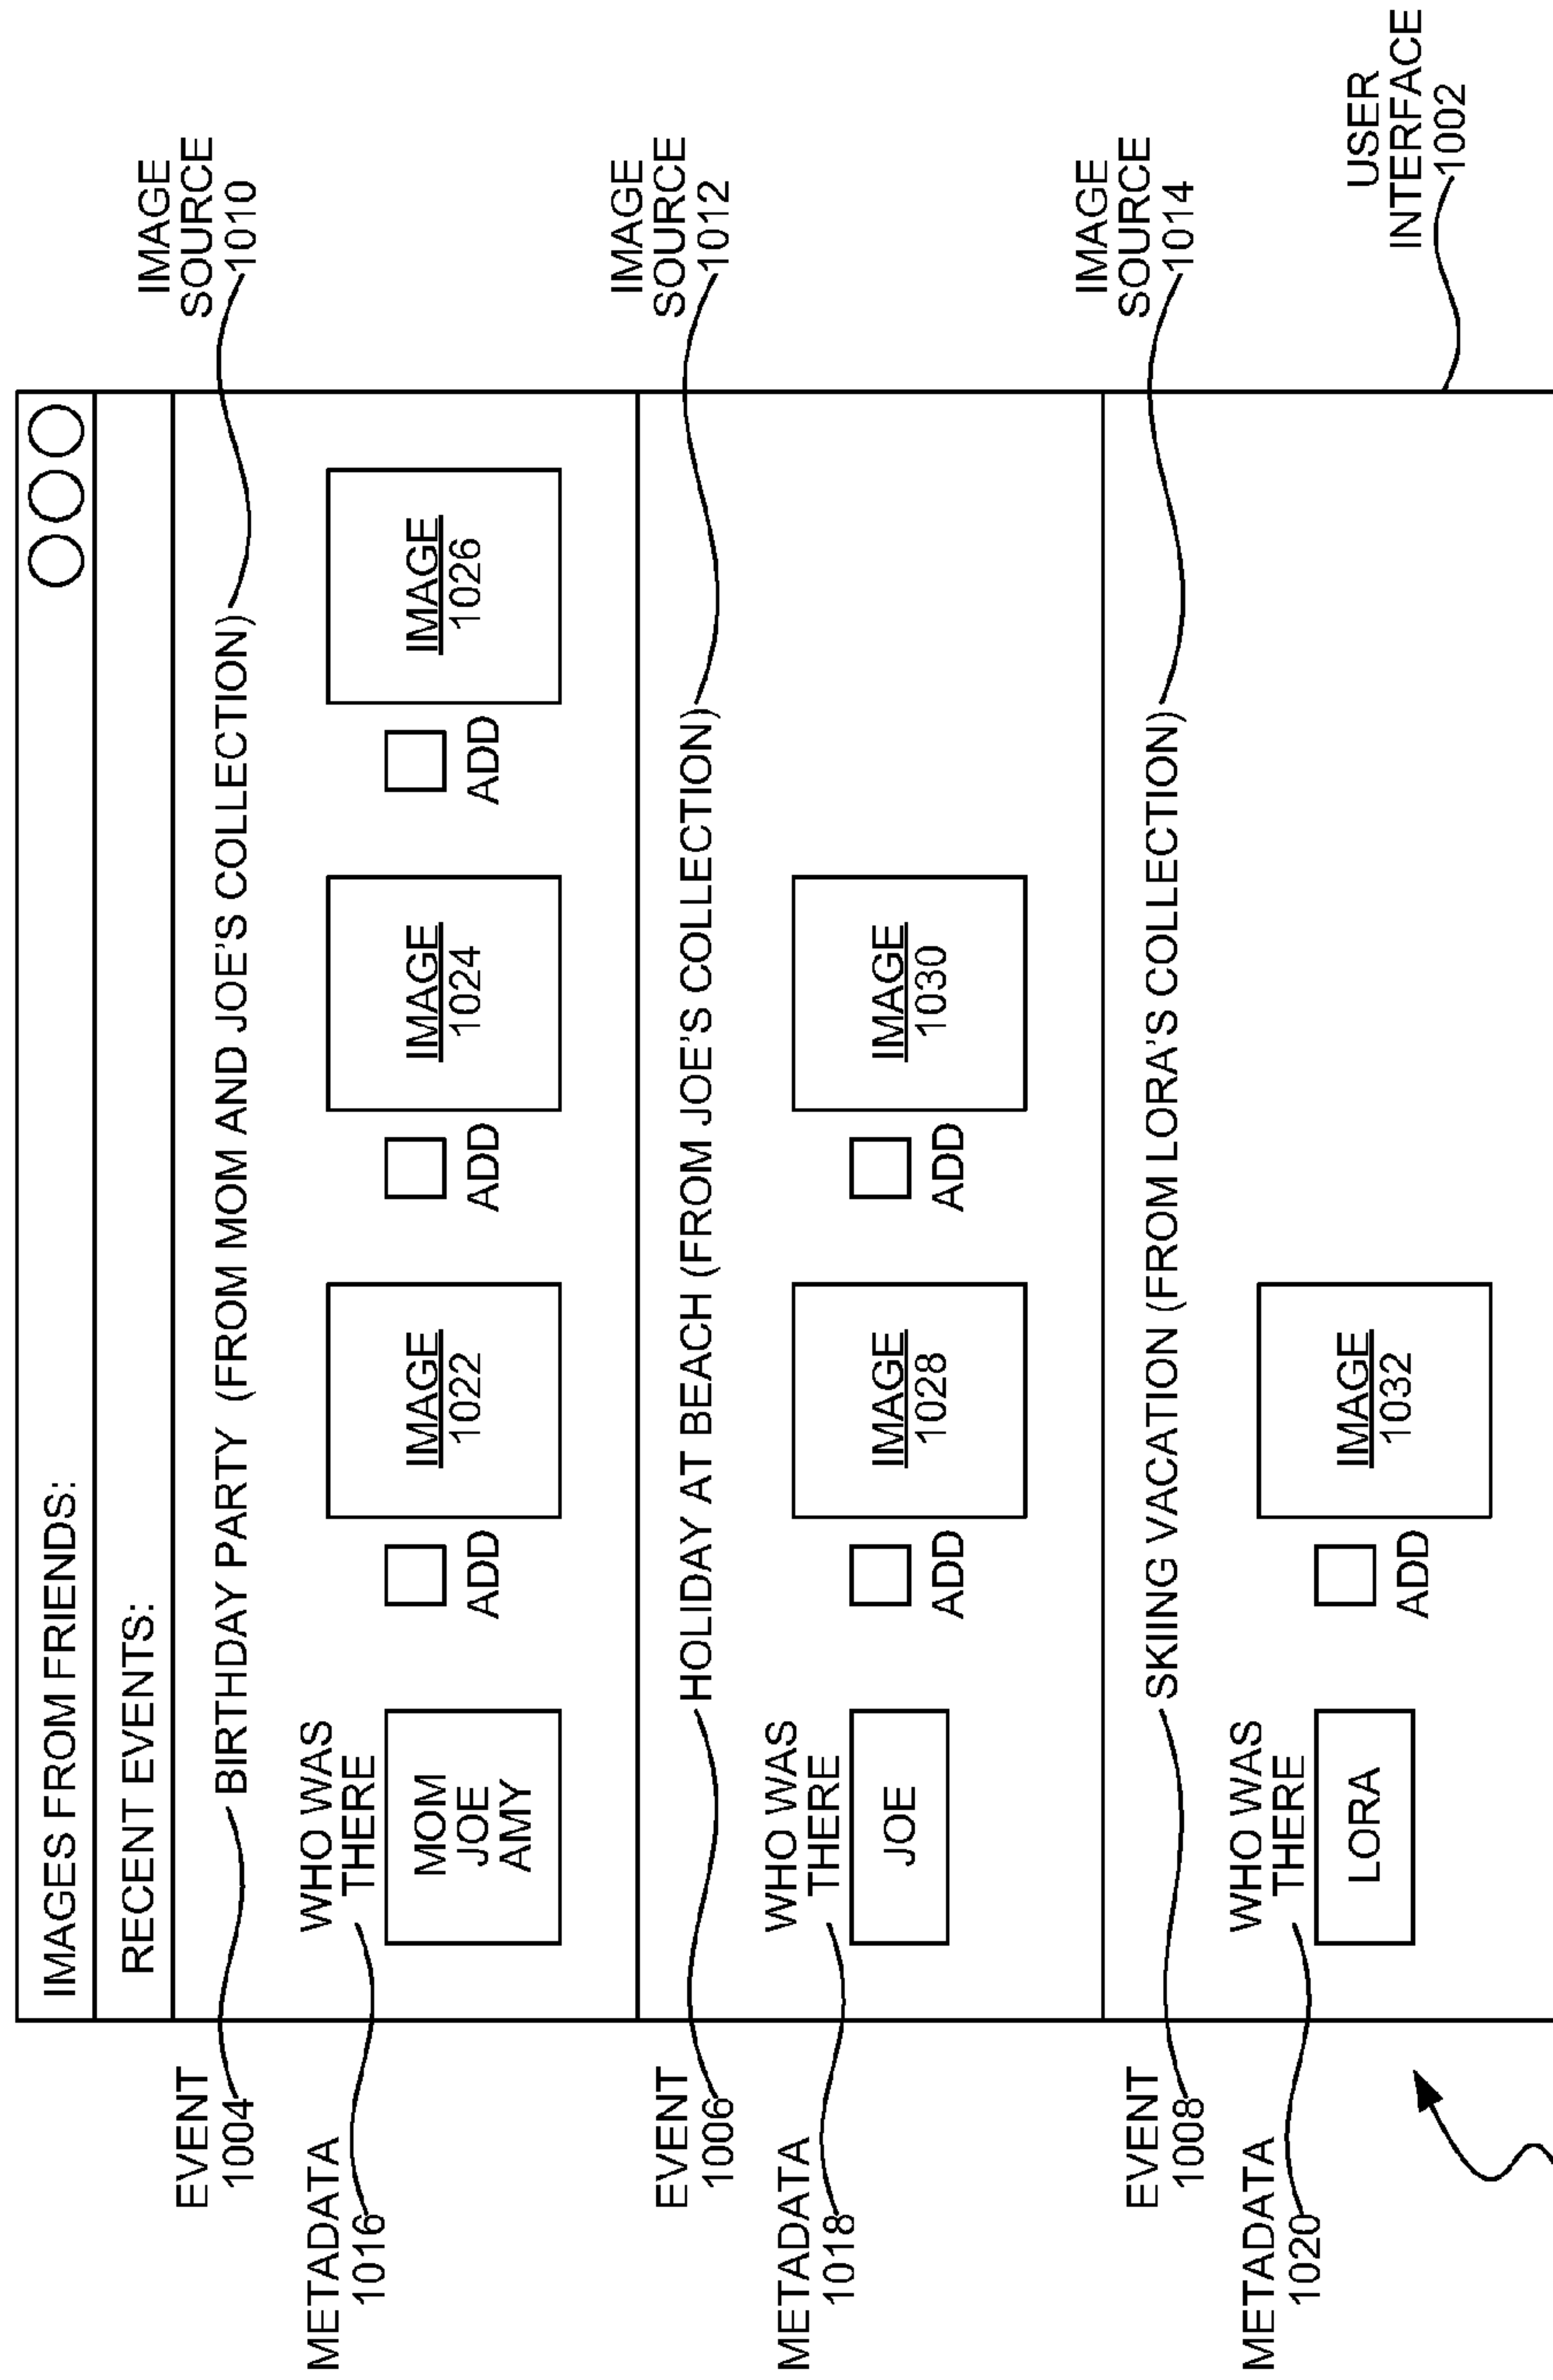 IMAGES FROM FRIENDS:
RECENT EVENTS:
EVENT
1004
BIRTHDAY PARTY (FROM MOM AND JOE'S COLLECTION)
IMAGE
SOURCE
1010
METADATA
1016
WHO WAS
THERE
MOM
JOE
AMY
ADD
IMAGE
1022
ADD
IMAGE
1024
ADD
IMAGE
1026
EVENT
1006
HOLIDAY AT BEACH (FROM JOE'S COLLECTION)
IMAGE
SOURCE
1012
METADATA
1018
WHO WAS
THERE
JOE
ADD
IMAGE
1028
ADD
IMAGE
1030
EVENT
1008
SKIING VACATION (FROM LORA'S COLLECTION)
IMAGE
SOURCE
1014
METADATA
1020
WHO WAS
THERE
LORA
ADD
IMAGE
1032
USER
INTERFACE
1002